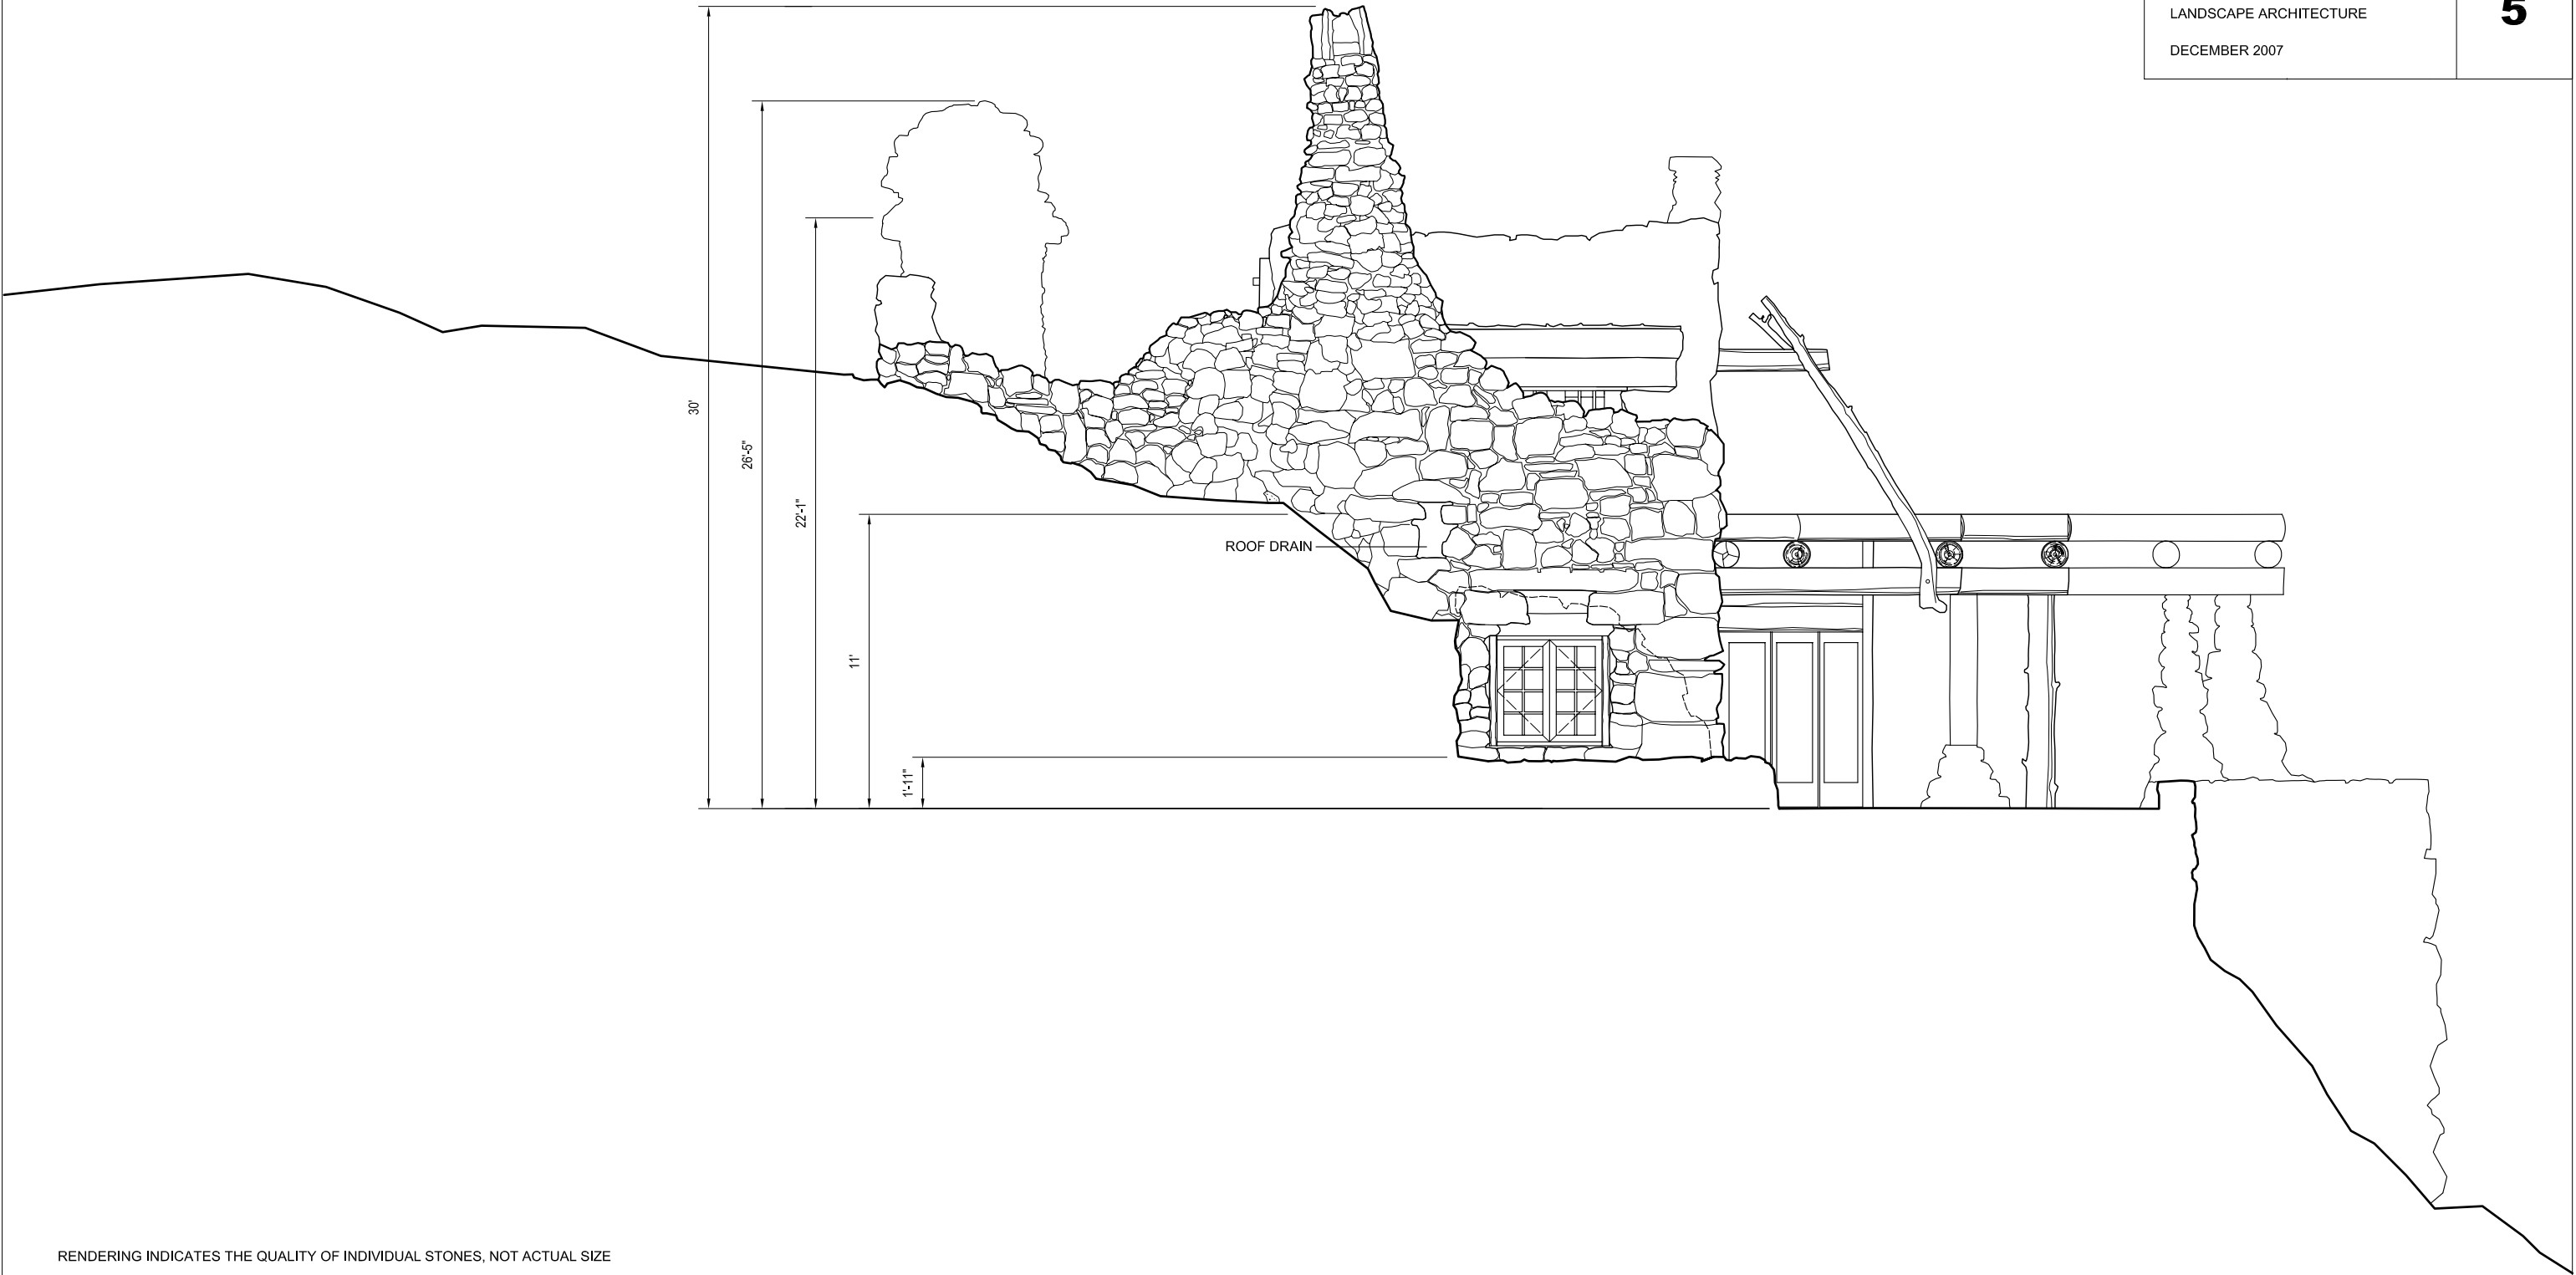 LANDSCAPE ARCHITECTURE
5
DECEMBER 2007
30'
26'-5"
22'-1"
11'
1'-11"
ROOF DRAIN
RENDERING INDICATES THE QUALITY OF INDIVIDUAL STONES, NOT ACTUAL SIZE